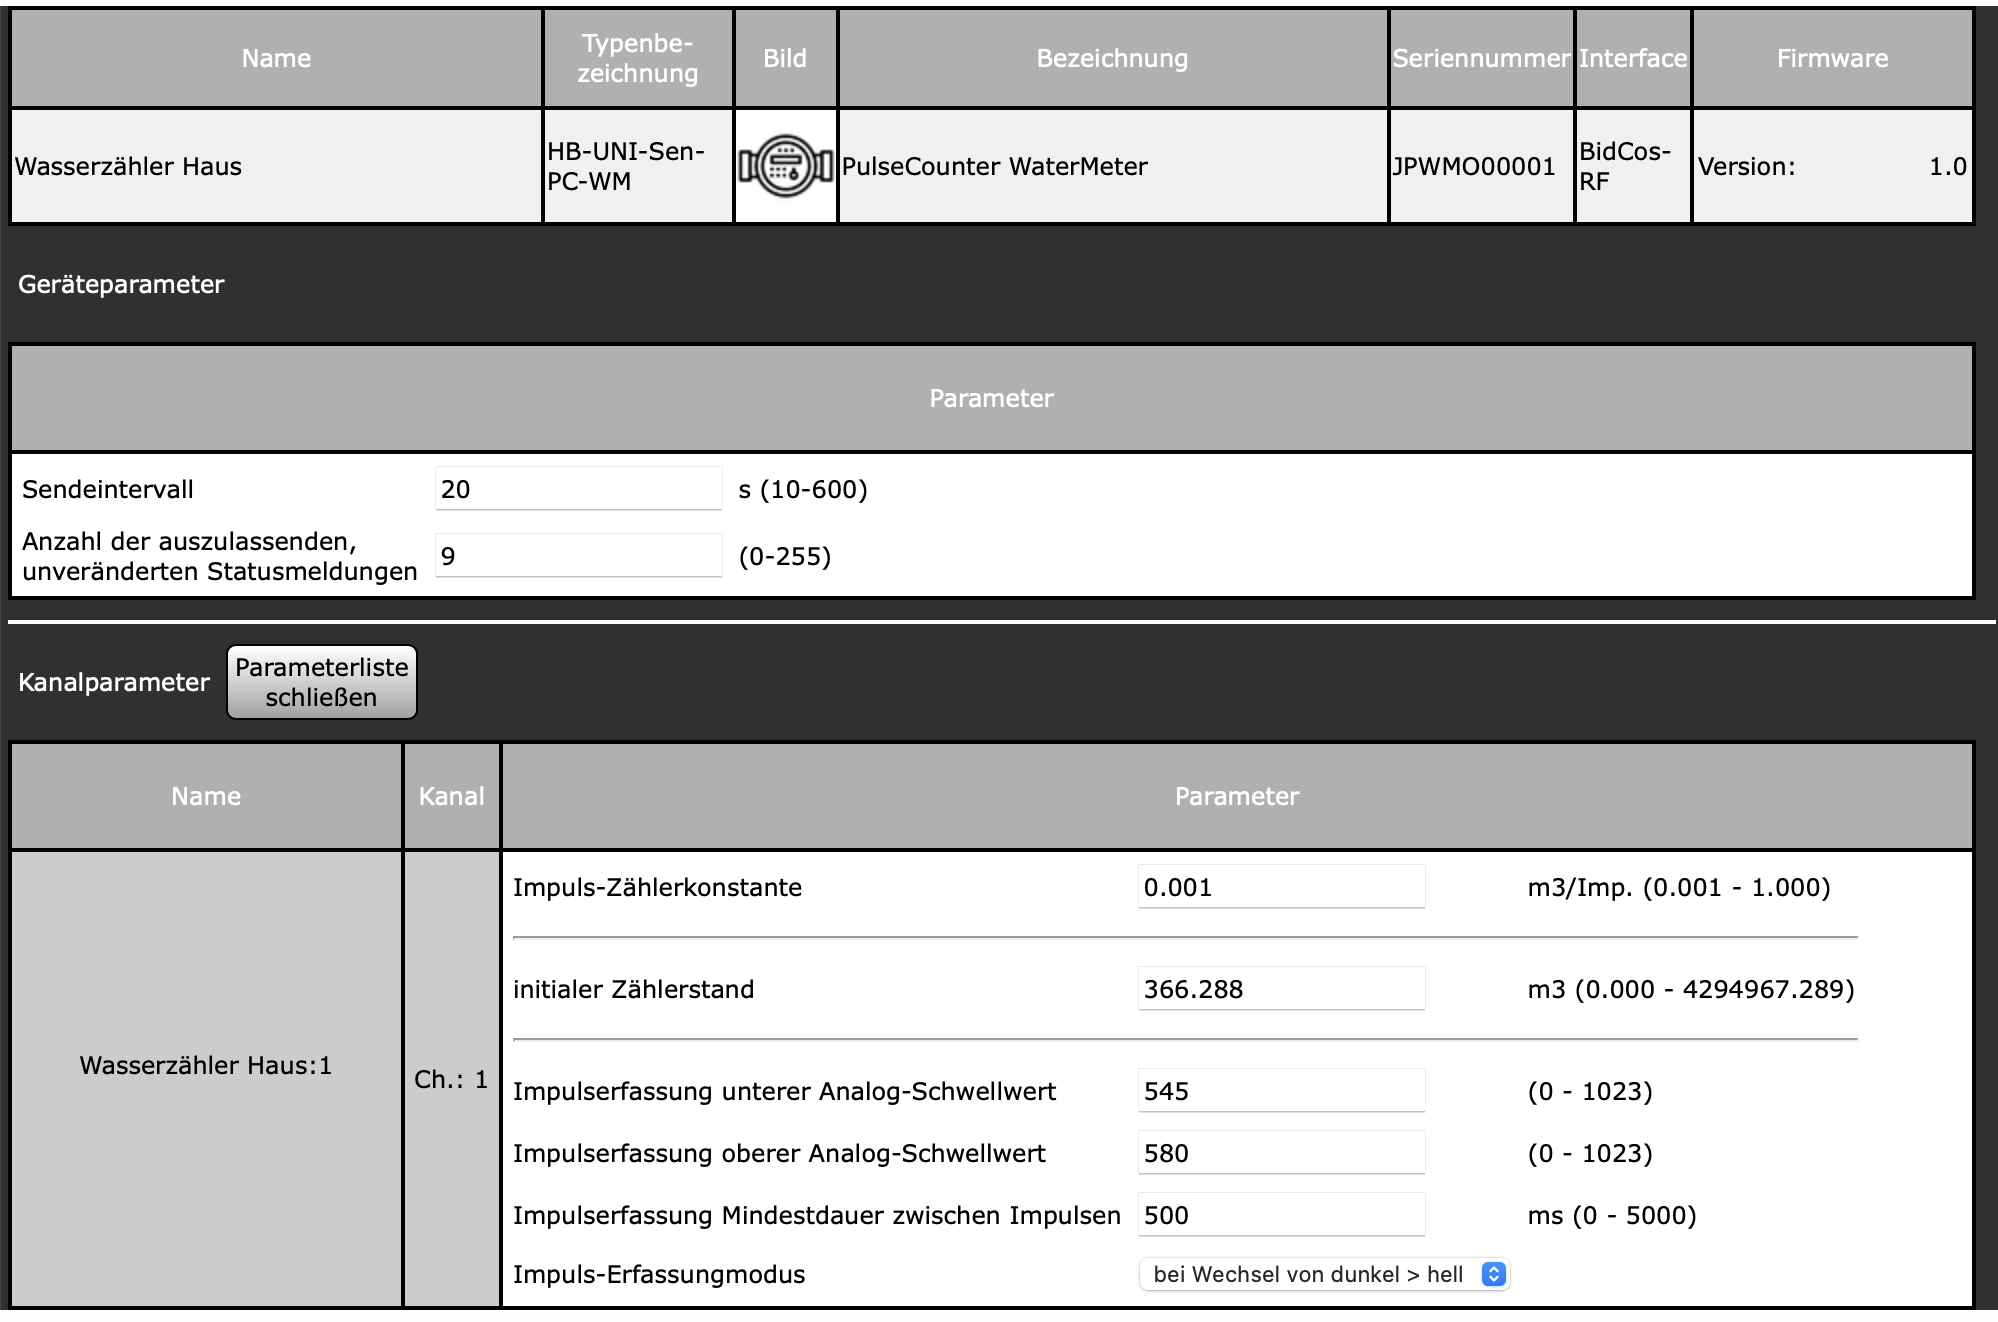 Name
Typenbe-
zeichnung
Bild
Bezeichnung
Seriennummer
Interface
Firmware
Wasserzähler Haus
HB-UNI-Sen-
PC-WM
PulseCounter WaterMeter
JPWMO00001
BidCos-
RF
Version: 1.0
Geräteparameter
Parameter
Sendeintervall 20 s (10-600)
Anzahl der auszulassenden,
unveränderten Statusmeldungen 9 (0-255)
Kanalparameter
Parameterliste
schließen
Name
Kanal
Parameter
Wasserzähler Haus:1
Ch.: 1
Impuls-Zählerkonstante 0.001 m3/Imp. (0.001 - 1.000)
initialer Zählerstand 366.288 m3 (0.000 - 4294967.289)
Impulserfassung unterer Analog-Schwellwert 545 (0 - 1023)
Impulserfassung oberer Analog-Schwellwert 580 (0 - 1023)
Impulserfassung Mindestdauer zwischen Impulsen 500 ms (0 - 5000)
Impuls-Erfassungmodus bei Wechsel von dunkel > hell